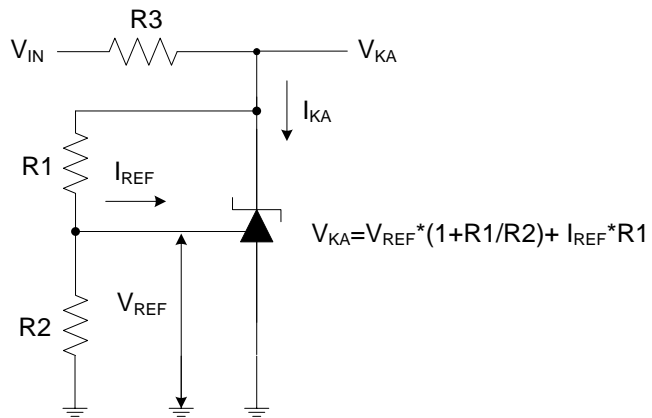 R3
V_IN
V_KA
I_KA
R1
I_REF
V_KA=V_REF*(1+R1/R2)+ I_REF*R1
V_REF
R2